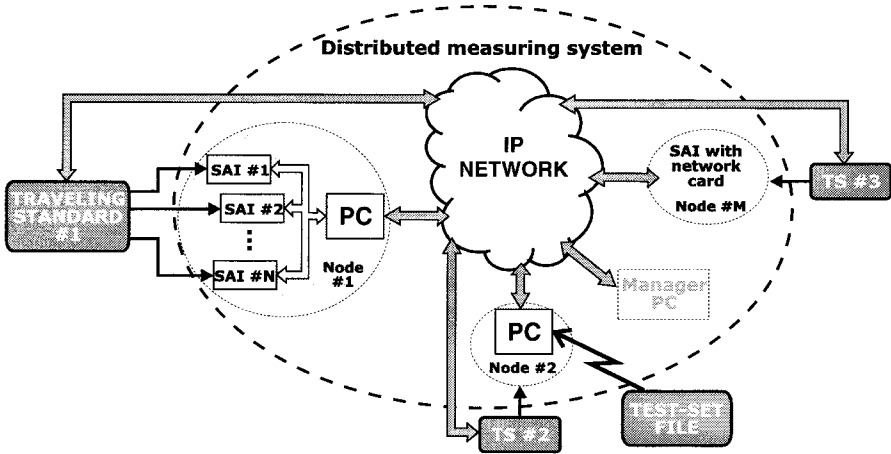 Distributed measuring system
IP
NETWORK
SAI #1
SAI #2
SAI #N
PC
Node
#1
TRAVELING
STANDARD
#1
SAI with
network
card
Node #M
TS #3
Manager
PC
PC
Node #2
TS #2
TEST-SET
FILE